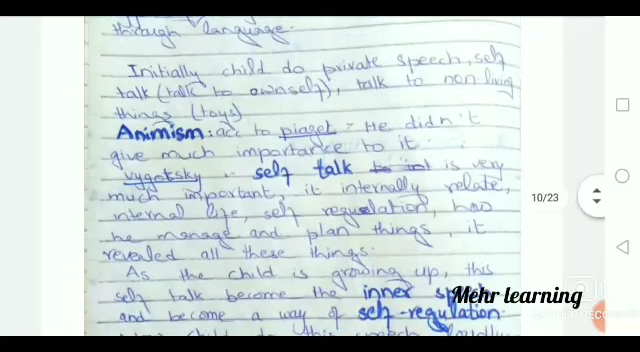 through language.
Initially child do private speech, self
talk (talk to ownself), talk to non-living
things (toys)
Animism: acc to piaget :- He didn't
give much importance to it.
vygotsky :- self talk is very
much important, it internally relate,
internal life, self regulation, how
he manage and plan things, it
revealed all these things.
As the child is growing up, this
self talk become the inner speech
and become a way of self-regulation.
10/23
Mehr learning